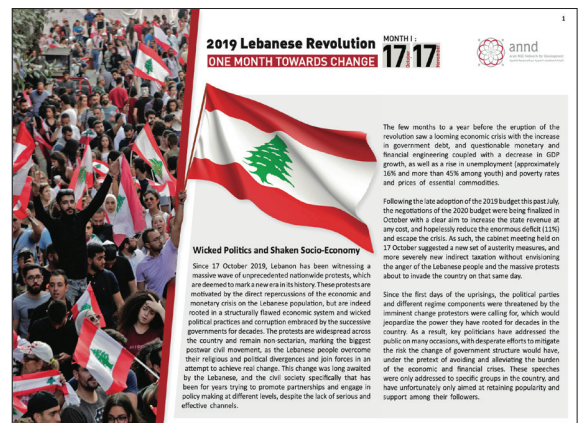 1
2019 Lebanese Revolution
ONE MONTH TOWARDS CHANGE
MONTH I :
17 October 17 November
annd
Wicked Politics and Shaken Socio-Economy
Since 17 October 2019, Lebanon has been witnessing a
massive wave of unprecedented nationwide protests, which
are deemed to mark a new era in its history. These protests are
motivated by the direct repercussions of the economic and
monetary crisis on the Lebanese population, but are indeed
rooted in a structurally flawed economic system and wicked
political practices and corruption embraced by the successive
governments for decades. The protests are widespread across
the country and remain non-sectarian, marking the biggest
postwar civil movement, as the Lebanese people overcome
their religious and political divergences and join forces in an
attempt to achieve real change. This change was long awaited
by the Lebanese, and the civil society specifically that has
been for years trying to promote partnerships and engage in
policy making at different levels, despite the lack of serious and
effective channels.
The few months to a year before the eruption of the
revolution saw a looming economic crisis with the increase
in government debt, and questionable monetary and
financial engineering coupled with a decrease in GDP
growth, as well as a rise in unemployment (approximately
16% and more than 45% among youth) and poverty rates
and prices of essential commodities.
Following the late adoption of the 2019 budget this past July,
the negotiations of the 2020 budget were being finalized in
October with a clear aim to increase the state revenue at
any cost, and hopelessly reduce the enormous deficit (11%)
and escape the crisis. As such, the cabinet meeting held on
17 October suggested a new set of austerity measures, and
more severely new indirect taxation without envisioning
the anger of the Lebanese people and the massive protests
about to invade the country on that same day.
Since the first days of the uprisings, the political parties
and different regime components were threatened by the
imminent change protestors were calling for, which would
jeopardize the power they have rooted for decades in the
country. As a result, key politicians have addressed the
public on many occasions, with desperate efforts to mitigate
the risk the change of government structure would have,
under the pretext of avoiding and alleviating the burden
of the economic and financial crises. These speeches
were only addressed to specific groups in the country, and
have unfortunately only aimed at retaining popularity and
support among their followers.